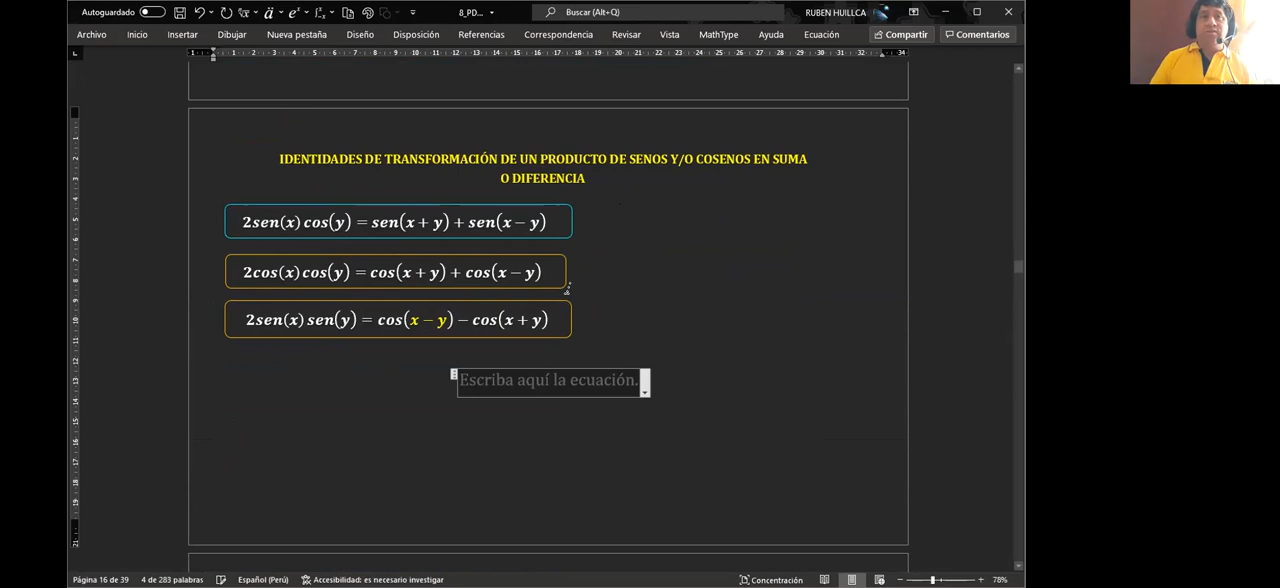 Autoguardado
8_PD...
Buscar (Alt+Q)
RUBEN HUILLCA
Archivo Inicio Insertar Dibujar Nueva pestaña Diseño Disposición Referencias Correspondencia Revisar Vista MathType Ayuda Ecuación Compartir Comentarios
IDENTIDADES DE TRANSFORMACIÓN DE UN PRODUCTO DE SENOS Y/O COSENOS EN SUMA
O DIFERENCIA
2sen(x) cos(y) = sen(x + y) + sen(x − y)
2cos(x) cos(y) = cos(x + y) + cos(x − y)
2sen(x) sen(y) = cos(x − y) − cos(x + y)
Escriba aquí la ecuación.
Página 16 de 39 4 de 283 palabras Español (Perú) Accesibilidad: es necesario investigar Concentración 78%